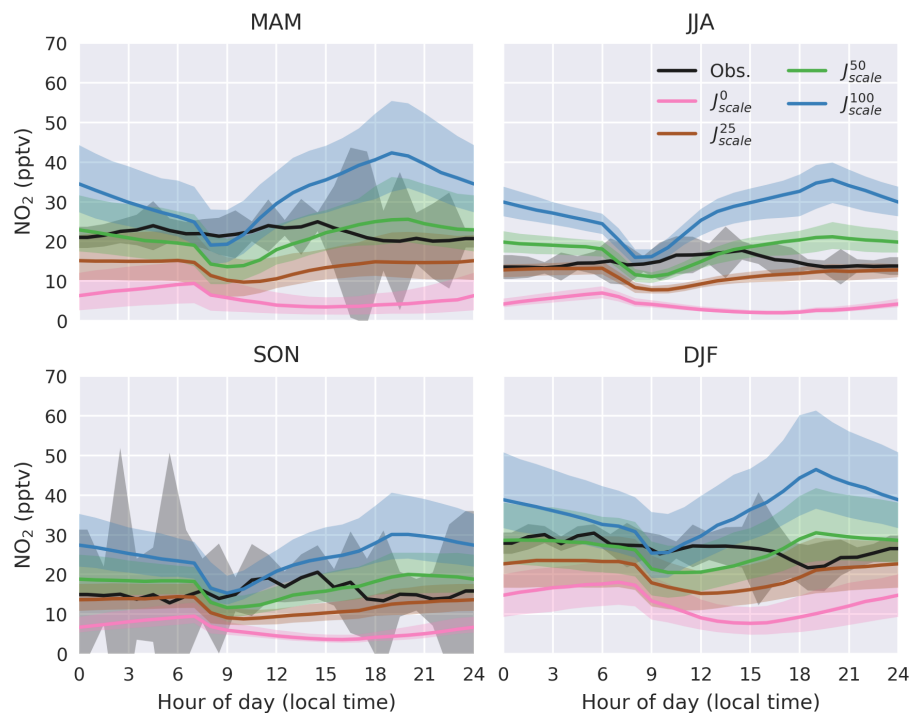 MAM JJA
70
60
50
40
30
20
10
0
NO₂ (pptv)
Obs.
J⁰scale
J²⁵scale
J⁵⁰scale
J¹⁰⁰scale
SON DJF
70
60
50
40
30
20
10
0
NO₂ (pptv)
0 3 6 9 12 15 18 21 24 0 3 6 9 12 15 18 21 24
Hour of day (local time) Hour of day (local time)